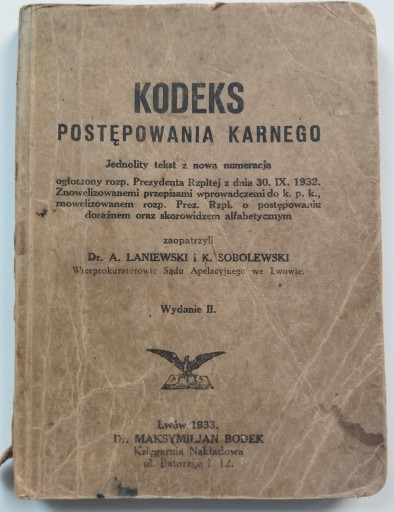 KODEKS
POSTĘPOWANIA KARNEGO
Jednolity tekst z nowa numeracja
ogłoszony rozp. Prezydenta Rzpltej z dnia 30. IX. 1932.
Znowelizowanemi przepisami wprowadczemi do k. p. k.,
znowelizowanem rozp. Prez. Rzpl. o postępowaniu
doraźnem oraz skorowidzem alfabetycznym
zaopatrzyli
Dr. A. LANIEWSKI i K. SOBOLEWSKI
Wiceprokuratorowie Sądu Apelacyjnego we Lwowie.
Wydanie II.
Lwów 1933.
Dr. MAKSYMILJAN BODEK
Księgarnia Nakładowa
ul. Batorego l. 12.